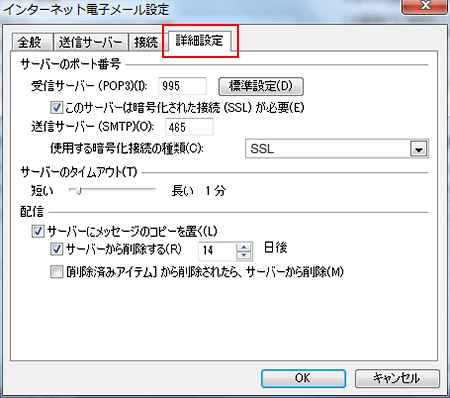 インターネット電子メール設定
全般 送信サーバー 接続 詳細設定
サーバーのポート番号
受信サーバー (POP3)(I): 995 標準設定(D)
このサーバーは暗号化された接続 (SSL) が必要(E)
送信サーバー (SMTP)(O): 465
使用する暗号化接続の種類(C): SSL
サーバーのタイムアウト(T)
短い 長い 1 分
配信
サーバーにメッセージのコピーを置く(L)
サーバーから削除する(R) 14 日後
[削除済みアイテム] から削除されたら、サーバーから削除(M)
OK キャンセル